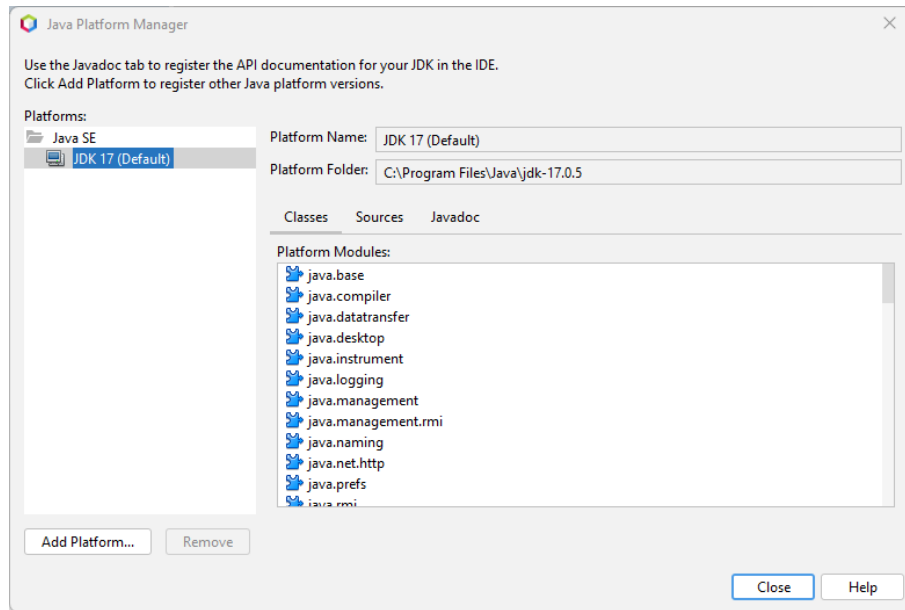 Java Platform Manager
Use the Javadoc tab to register the API documentation for your JDK in the IDE.
Click Add Platform to register other Java platform versions.
Platforms:
Java SE
JDK 17 (Default)
Platform Name: JDK 17 (Default)
Platform Folder: C:\Program Files\Java\jdk-17.0.5
Classes Sources Javadoc
Platform Modules:
java.base
java.compiler
java.datatransfer
java.desktop
java.instrument
java.logging
java.management
java.management.rmi
java.naming
java.net.http
java.prefs
java.rmi
Add Platform... Remove
Close Help